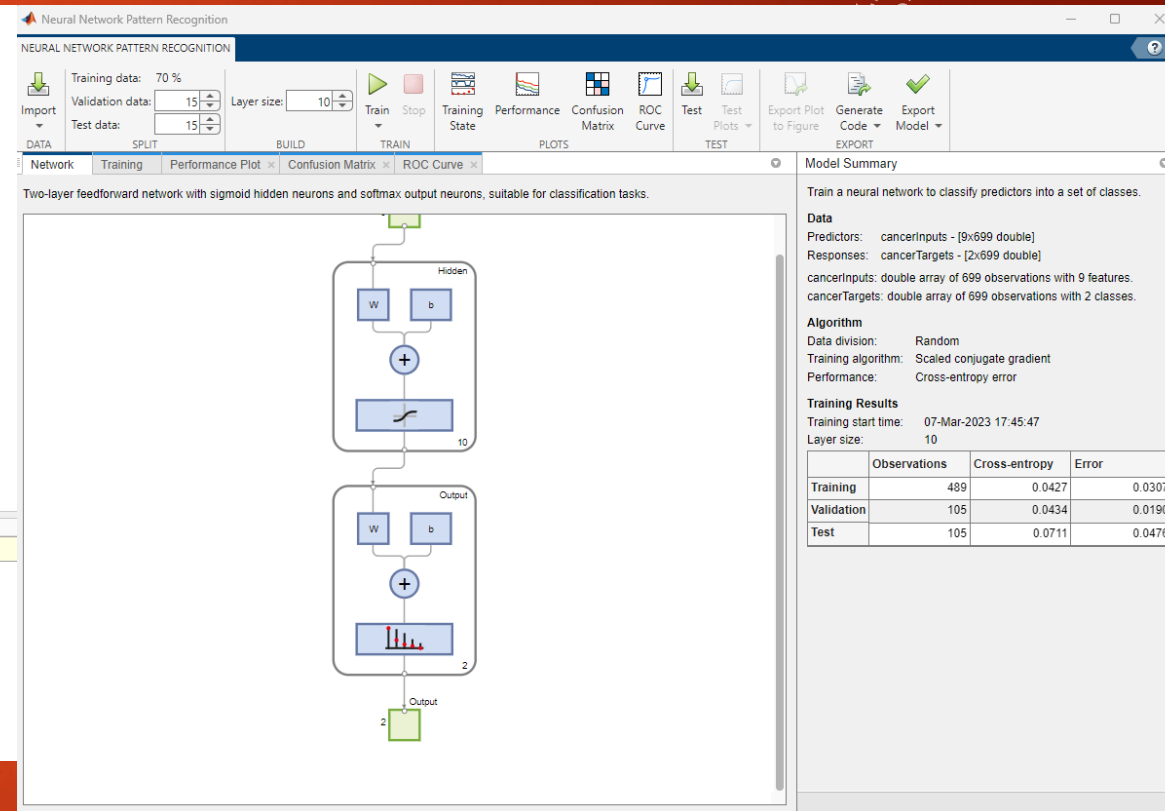 Neural Network Pattern Recognition
NEURAL NETWORK PATTERN RECOGNITION
?
Import
Training data: 70 %
Validation data: 15
Test data: 15
Layer size: 10
Train
Stop
Training State
Performance
Confusion Matrix
ROC Curve
Test
Test Plots
Export Plot to Figure
Generate Code
Export Model
DATA
SPLIT
BUILD
TRAIN
PLOTS
TEST
EXPORT
Network
Training
Performance Plot ×
Confusion Matrix ×
ROC Curve ×
Two-layer feedforward network with sigmoid hidden neurons and softmax output neurons, suitable for classification tasks.
Hidden
W
b
+
10
Output
W
b
+
2
Output
2
Model Summary
Train a neural network to classify predictors into a set of classes.
Data
Predictors: cancerInputs - [9x699 double]
Responses: cancerTargets - [2x699 double]
cancerInputs: double array of 699 observations with 9 features.
cancerTargets: double array of 699 observations with 2 classes.
Algorithm
Data division: Random
Training algorithm: Scaled conjugate gradient
Performance: Cross-entropy error
Training Results
Training start time: 07-Mar-2023 17:45:47
Layer size: 10
Observations Cross-entropy Error
Training 489 0.0427 0.0307
Validation 105 0.0434 0.0190
Test 105 0.0711 0.0476